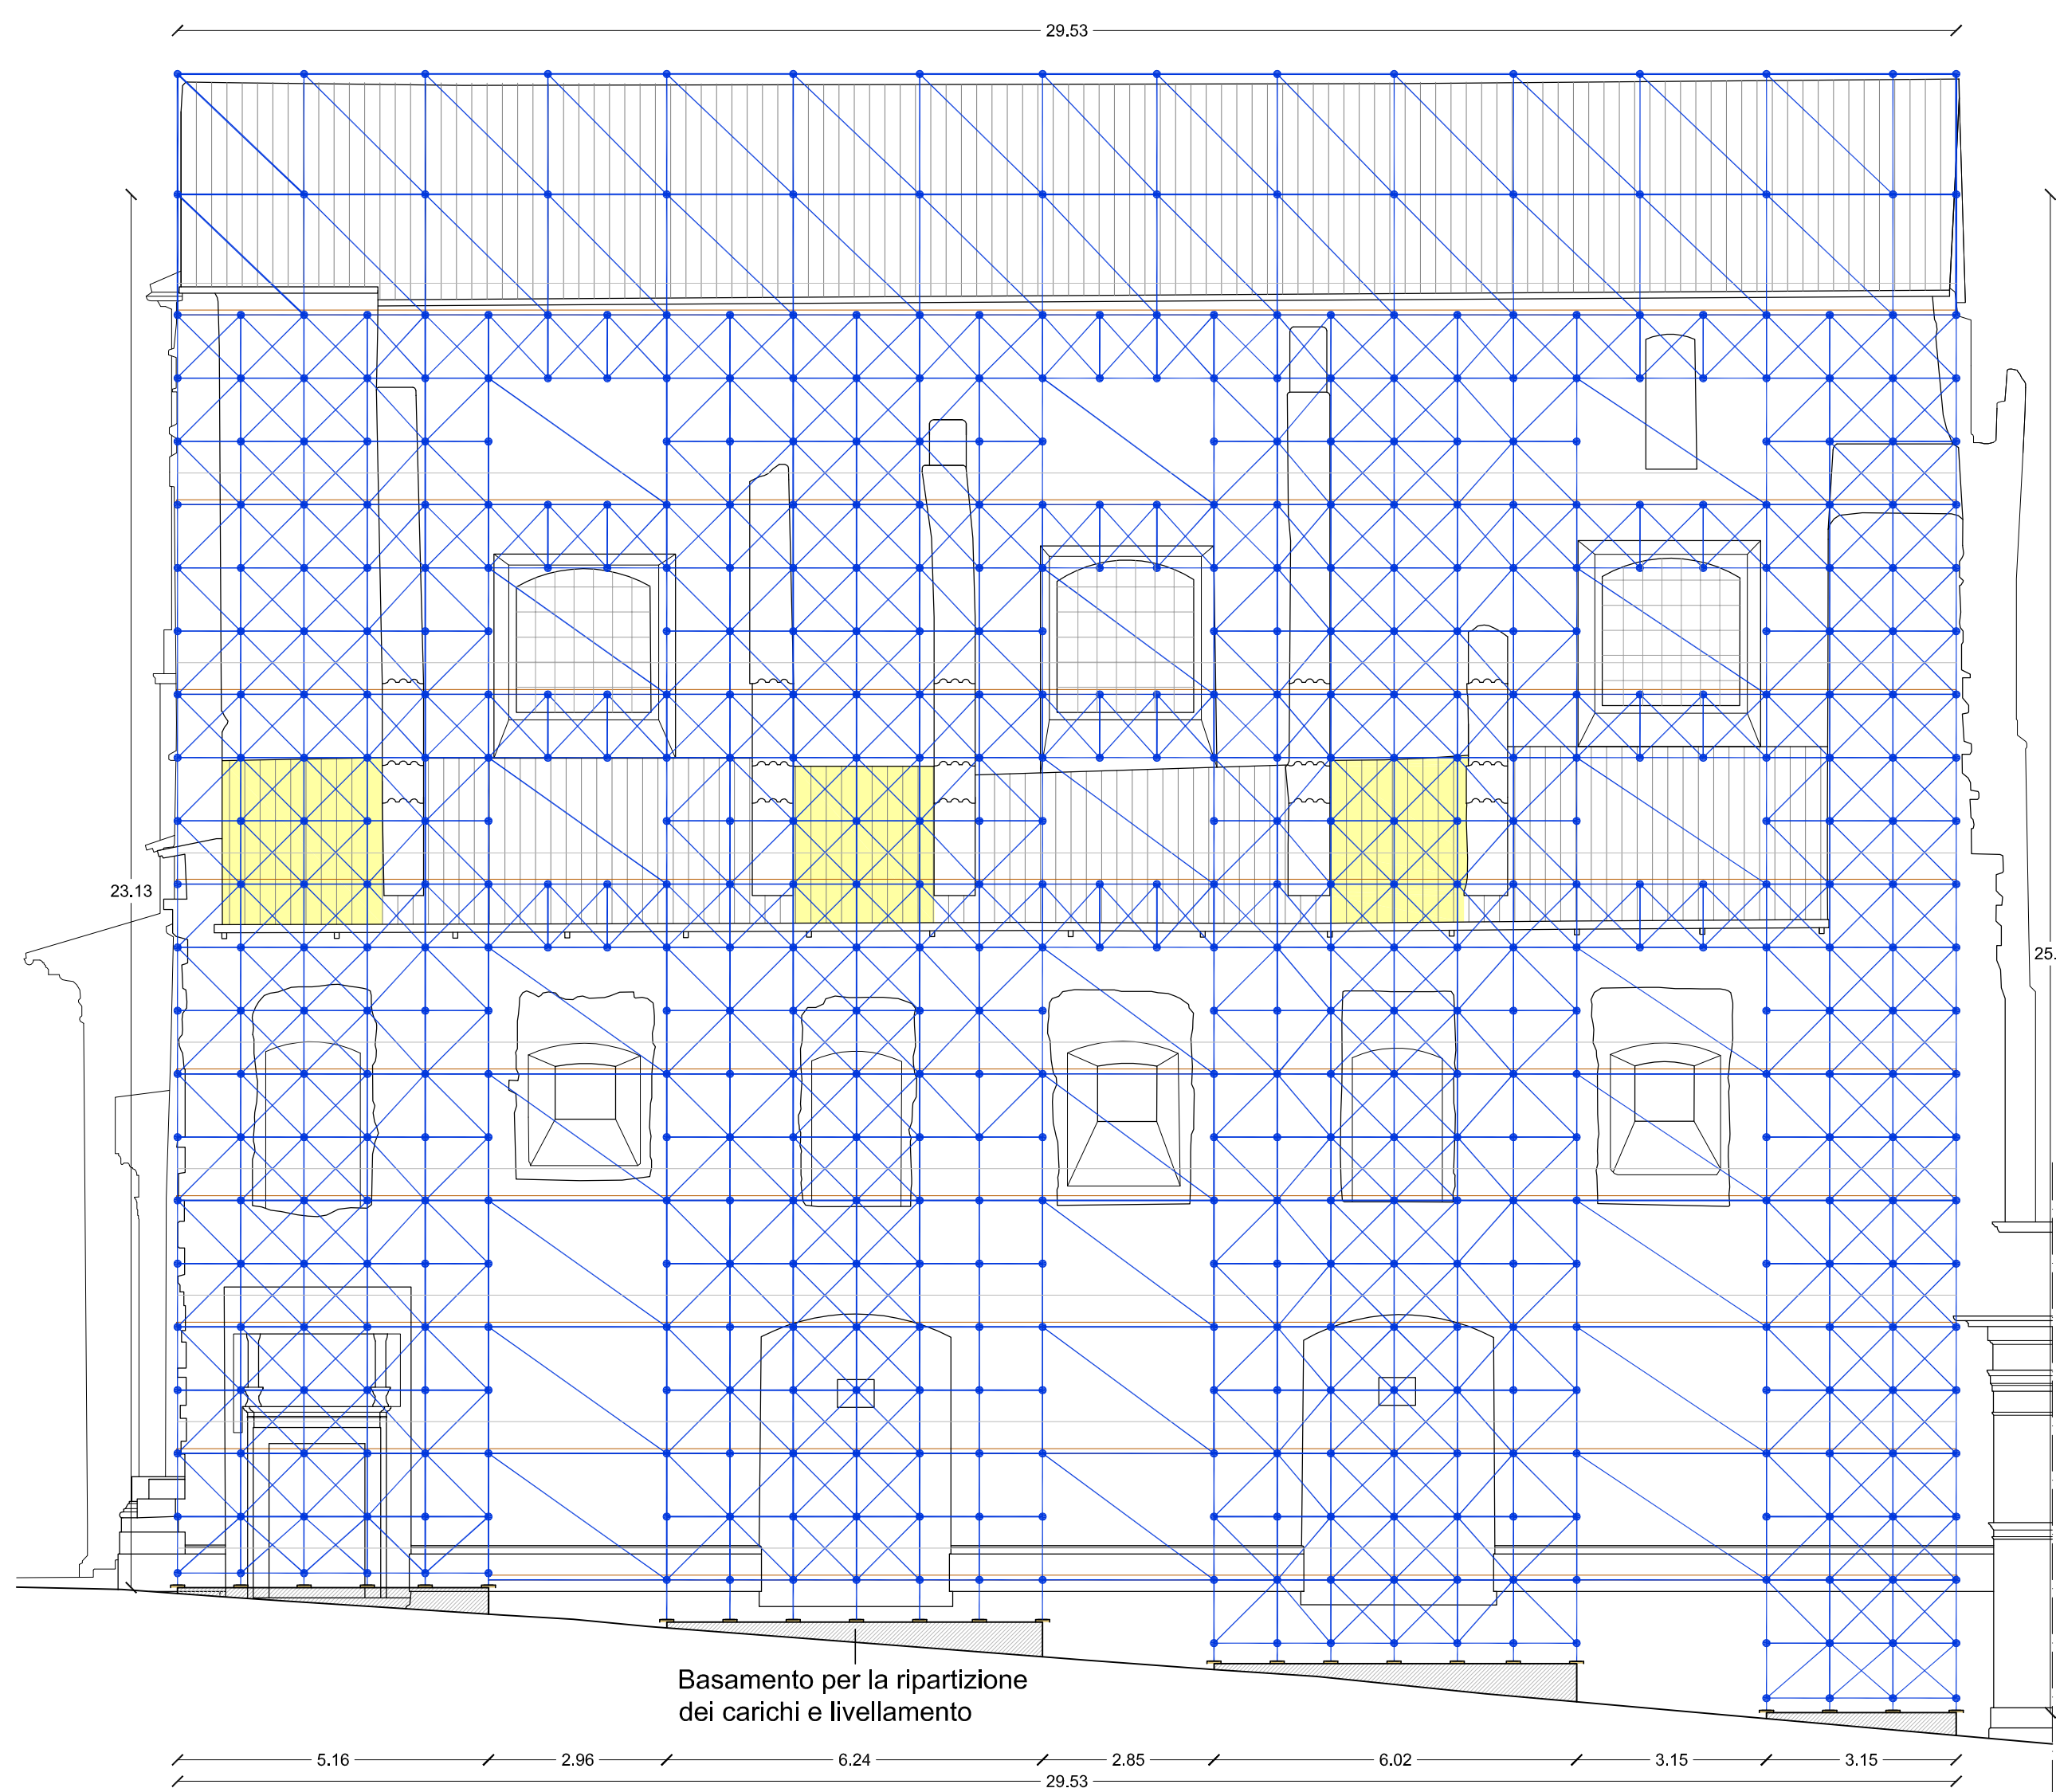 29.53
23.13
25.
Basamento per la ripartizione
dei carichi e livellamento
5.16 2.96 6.24 2.85 6.02 3.15 3.15
29.53